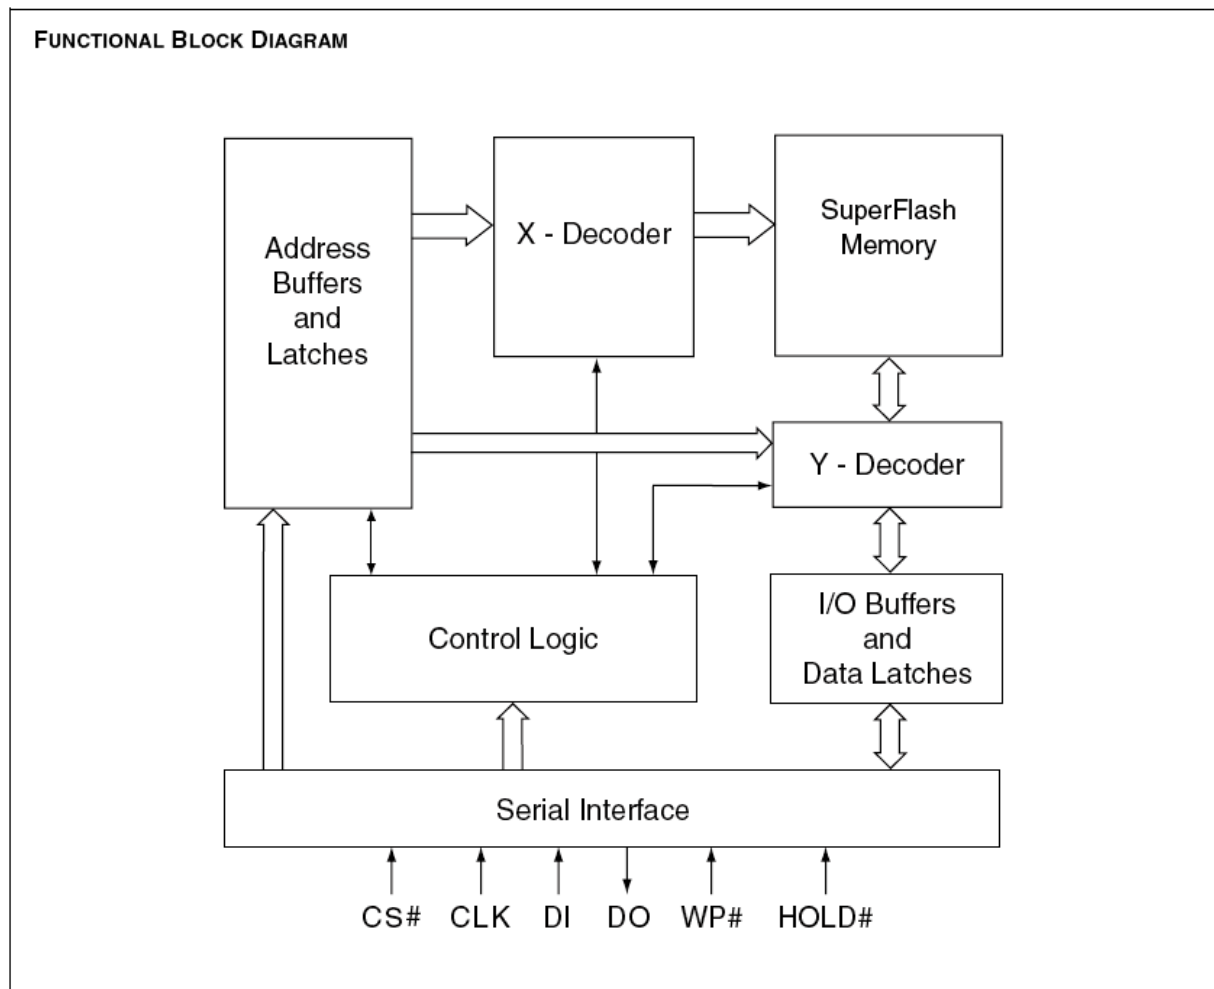 FUNCTIONAL BLOCK DIAGRAM
Address
Buffers
and
Latches
X - Decoder
SuperFlash
Memory
Y - Decoder
Control Logic
I/O Buffers
and
Data Latches
Serial Interface
CS# CLK DI DO WP# HOLD#